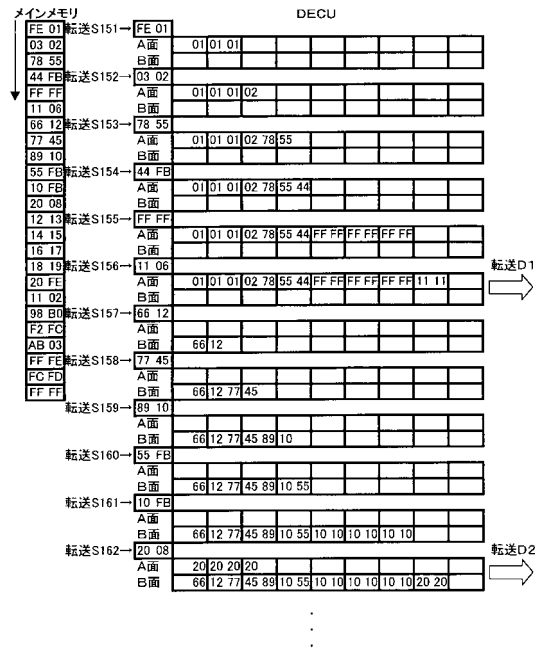 メインメモリ DECU
FE 01 転送S151→ FE 01
03 02 A面 01 01 01
78 55 B面
44 FB 転送S152→ 03 02
FF FF A面 01 01 01 02
11 06 B面
66 12 転送S153→ 78 55
77 45 A面 01 01 01 02 78 55
89 10 B面
55 FB 転送S154→ 44 FB
10 FB A面 01 01 01 02 78 55 44
20 08 B面
12 13 転送S155→ FF FF
14 15 A面 01 01 01 02 78 55 44 FF FF FF FF FF FF
16 17 B面
18 19 転送S156→ 11 06 転送D1
20 FE A面 01 01 01 02 78 55 44 FF FF FF FF FF FF 11 11
11 02 B面
98 B0 転送S157→ 66 12
F2 FC A面
AB 03 B面 66 12
FF FE 転送S158→ 77 45
FC FD A面
FF FF B面 66 12 77 45
転送S159→ 89 10
A面
B面 66 12 77 45 89 10
転送S160→ 55 FB
A面
B面 66 12 77 45 89 10 55
転送S161→ 10 FB
A面
B面 66 12 77 45 89 10 55 10 10 10 10 10 10
転送S162→ 20 08 転送D2
A面 20 20 20 20
B面 66 12 77 45 89 10 55 10 10 10 10 10 10 20 20